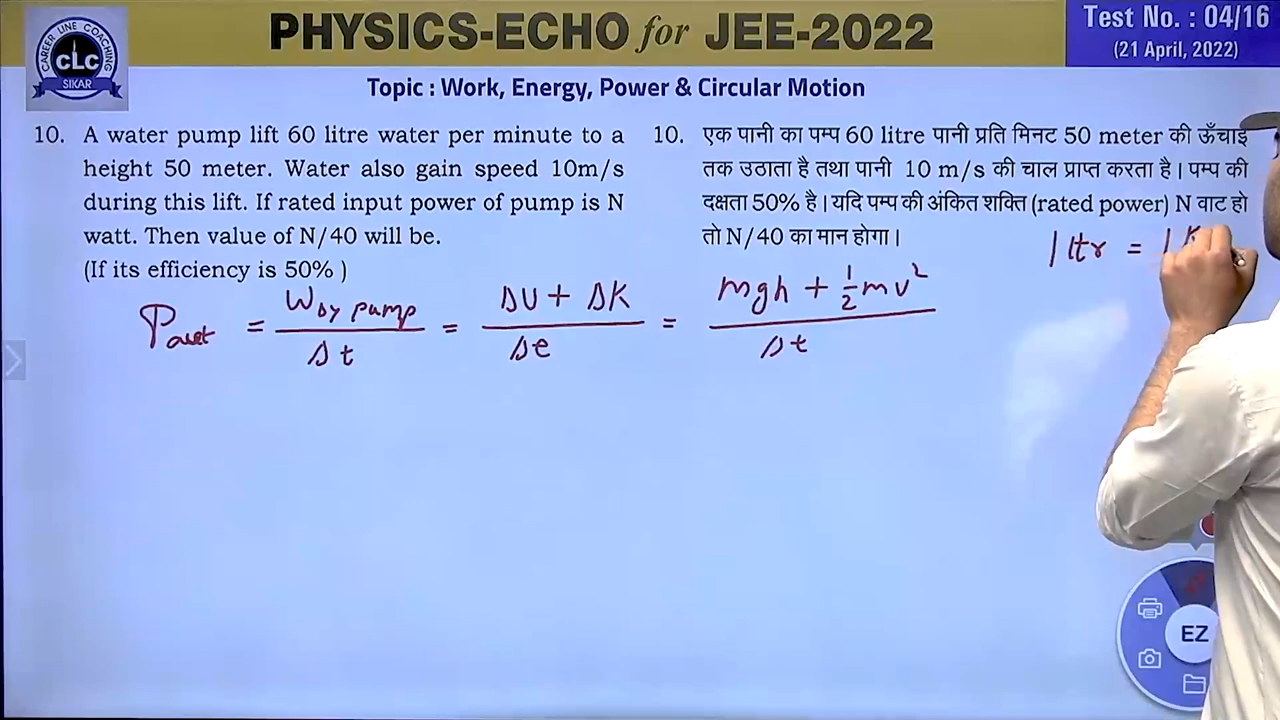 PHYSICS-ECHO for JEE-2022
Test No. : 04/16
(21 April, 2022)
CAREER LINE COACHING
CLC
SIKAR
Topic : Work, Energy, Power & Circular Motion
10. A water pump lift 60 litre water per minute to a
height 50 meter. Water also gain speed 10m/s
during this lift. If rated input power of pump is N
watt. Then value of N/40 will be.
(If its efficiency is 50% )
10. एक पानी का पम्प 60 litre पानी प्रति मिनट 50 meter की ऊँचाई
तक उठाता है तथा पानी 10 m/s की चाल प्राप्त करता है। पम्प की
दक्षता 50% है। यदि पम्प की अंकित शक्ति (rated power) N वाट हो
तो N/40 का मान होगा।
1 ltr = 1 K
P_out = W_by pump / Δt = ΔU + ΔK / Δt = mgh + ½mv² / Δt
EZ